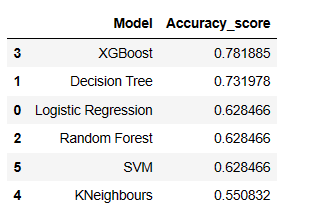 Model Accuracy_score
3 XGBoost 0.781885
1 Decision Tree 0.731978
0 Logistic Regression 0.628466
2 Random Forest 0.628466
5 SVM 0.628466
4 KNeighbours 0.550832